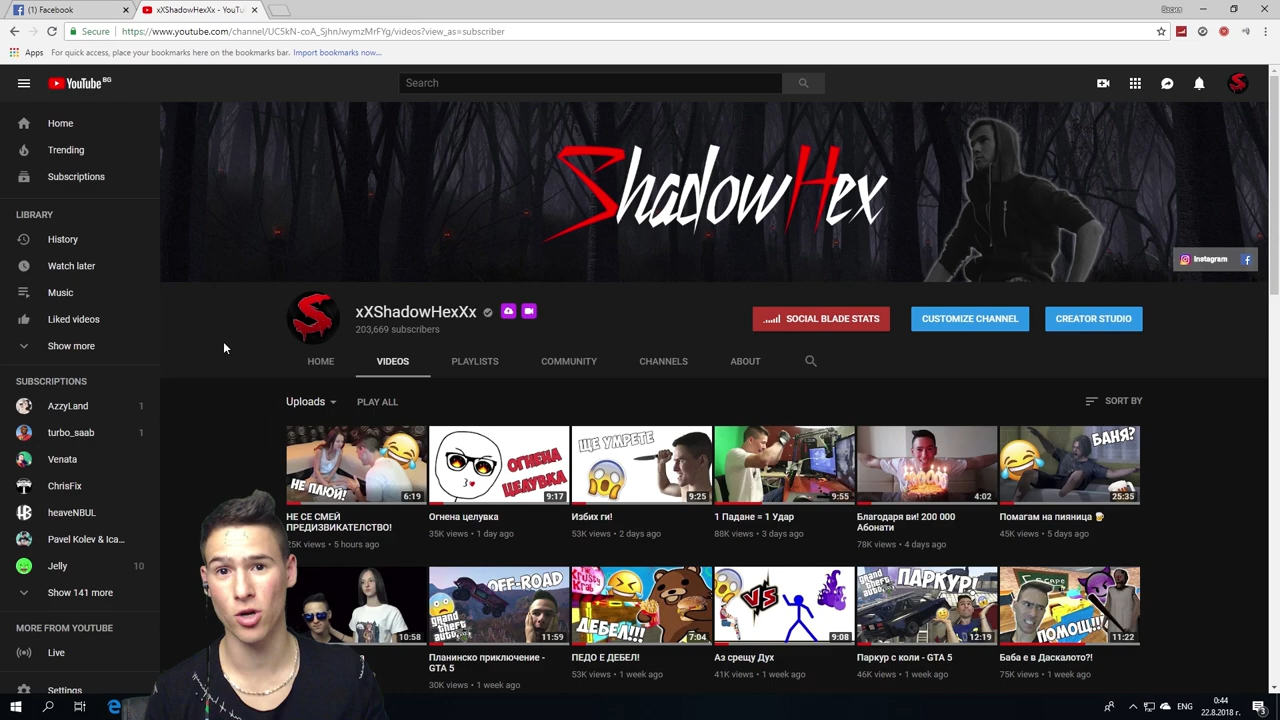 (1) Facebook
xXShadowHexXx - YouTu
Secure
https://www.youtube.com/channel/UC5kN-coA_SjhnJwymzMrFYg/videos?view_as=subscriber
Apps
For quick access, place your bookmarks here on the bookmarks bar. Import bookmarks now...
YouTube BG
Search
Home
Trending
Subscriptions
LIBRARY
History
Watch later
Music
Liked videos
Show more
SUBSCRIPTIONS
AzzyLand 1
turbo_saab 1
Venata
ChrisFix
heaveNBUL
Pavel Kolev & Ica...
Jelly 10
Show 141 more
MORE FROM YOUTUBE
Live
Settings
ShadowHex
Instagram
xXShadowHexXx
203,669 subscribers
SOCIAL BLADE STATS
CUSTOMIZE CHANNEL
CREATOR STUDIO
HOME
VIDEOS
PLAYLISTS
COMMUNITY
CHANNELS
ABOUT
Uploads
PLAY ALL
SORT BY
НЕ ПЛЮЙ!
6:19
НЕ СЕ СМЕЙ
ПРЕДИЗВИКАТЕЛСТВО!
25K views • 5 hours ago
ОГНЕНА
ЦЕЛУВКА
9:17
Огнена целувка
35K views • 1 day ago
ЩЕ УМРЕТЕ
9:25
Избих ги!
53K views • 2 days ago
9:55
1 Падане = 1 Удар
88K views • 3 days ago
4:02
Благодаря ви! 200 000
Абонати
78K views • 4 days ago
БАНЯ?
25:35
Помагам на пияница
45K views • 5 days ago
10:58
OFF-ROAD
grand
theft
auto
11:59
Планинско приключение -
GTA 5
30K views • 1 week ago
Krusty
Krab
ДЕБЕЛ!!!
7:04
ПЕДО Е ДЕБЕЛ!
53K views • 1 week ago
VS
9:08
Аз срещу Дух
41K views • 1 week ago
grand
theft
auto
ПАРКУР!
12:19
Паркур с коли - GTA 5
46K views • 1 week ago
ПОМОЩ!!
11:22
Баба е в Даскалото?!
75K views • 1 week ago
ENG
0:44
22.8.2018 г.
3